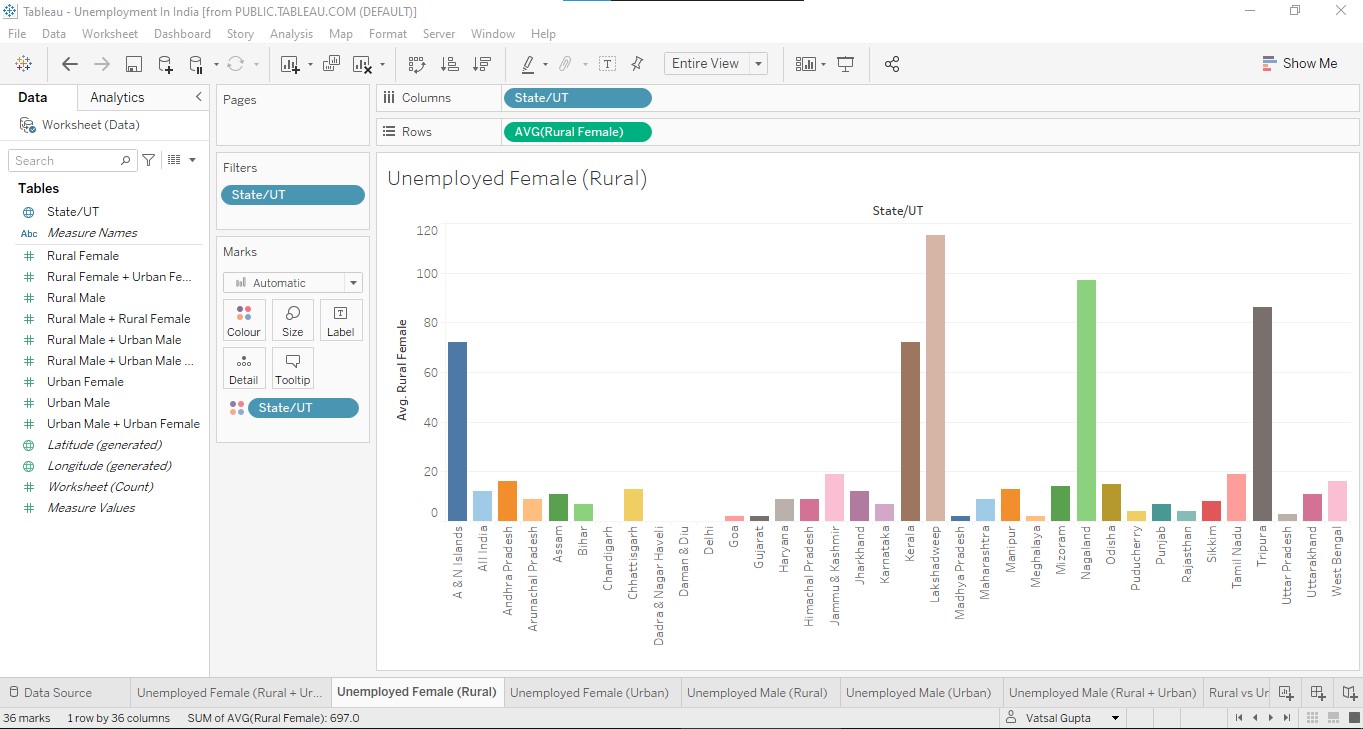 Tableau - Unemployment In India [from PUBLIC.TABLEAU.COM (DEFAULT)]
File Data Worksheet Dashboard Story Analysis Map Format Server Window Help
Entire View
Show Me
Data Analytics
Worksheet (Data)
Search
Tables
State/UT
Abc Measure Names
Rural Female
Rural Female + Urban Fe...
Rural Male
Rural Male + Rural Female
Rural Male + Urban Male
Rural Male + Urban Male ...
Urban Female
Urban Male
Urban Male + Urban Female
Latitude (generated)
Longitude (generated)
Worksheet (Count)
Measure Values
Pages
Filters
State/UT
Marks
Automatic
Colour Size Label
Detail Tooltip
State/UT
Columns State/UT
Rows AVG(Rural Female)
Unemployed Female (Rural)
State/UT
Avg. Rural Female
120
100
80
60
40
20
0
A & N Islands
All India
Andhra Pradesh
Arunachal Pradesh
Assam
Bihar
Chandigarh
Chhattisgarh
Dadra & Nagar Haveli
Daman & Diu
Delhi
Goa
Gujarat
Haryana
Himachal Pradesh
Jammu & Kashmir
Jharkhand
Karnataka
Kerala
Lakshadweep
Madhya Pradesh
Maharashtra
Manipur
Meghalaya
Mizoram
Nagaland
Odisha
Puducherry
Punjab
Rajasthan
Sikkim
Tamil Nadu
Tripura
Uttar Pradesh
Uttarakhand
West Bengal
Data Source Unemployed Female (Rural + Ur... Unemployed Female (Rural) Unemployed Female (Urban) Unemployed Male (Rural) Unemployed Male (Urban) Unemployed Male (Rural + Urban) Rural vs Ur
36 marks 1 row by 36 columns SUM of AVG(Rural Female): 697.0 Vatsal Gupta